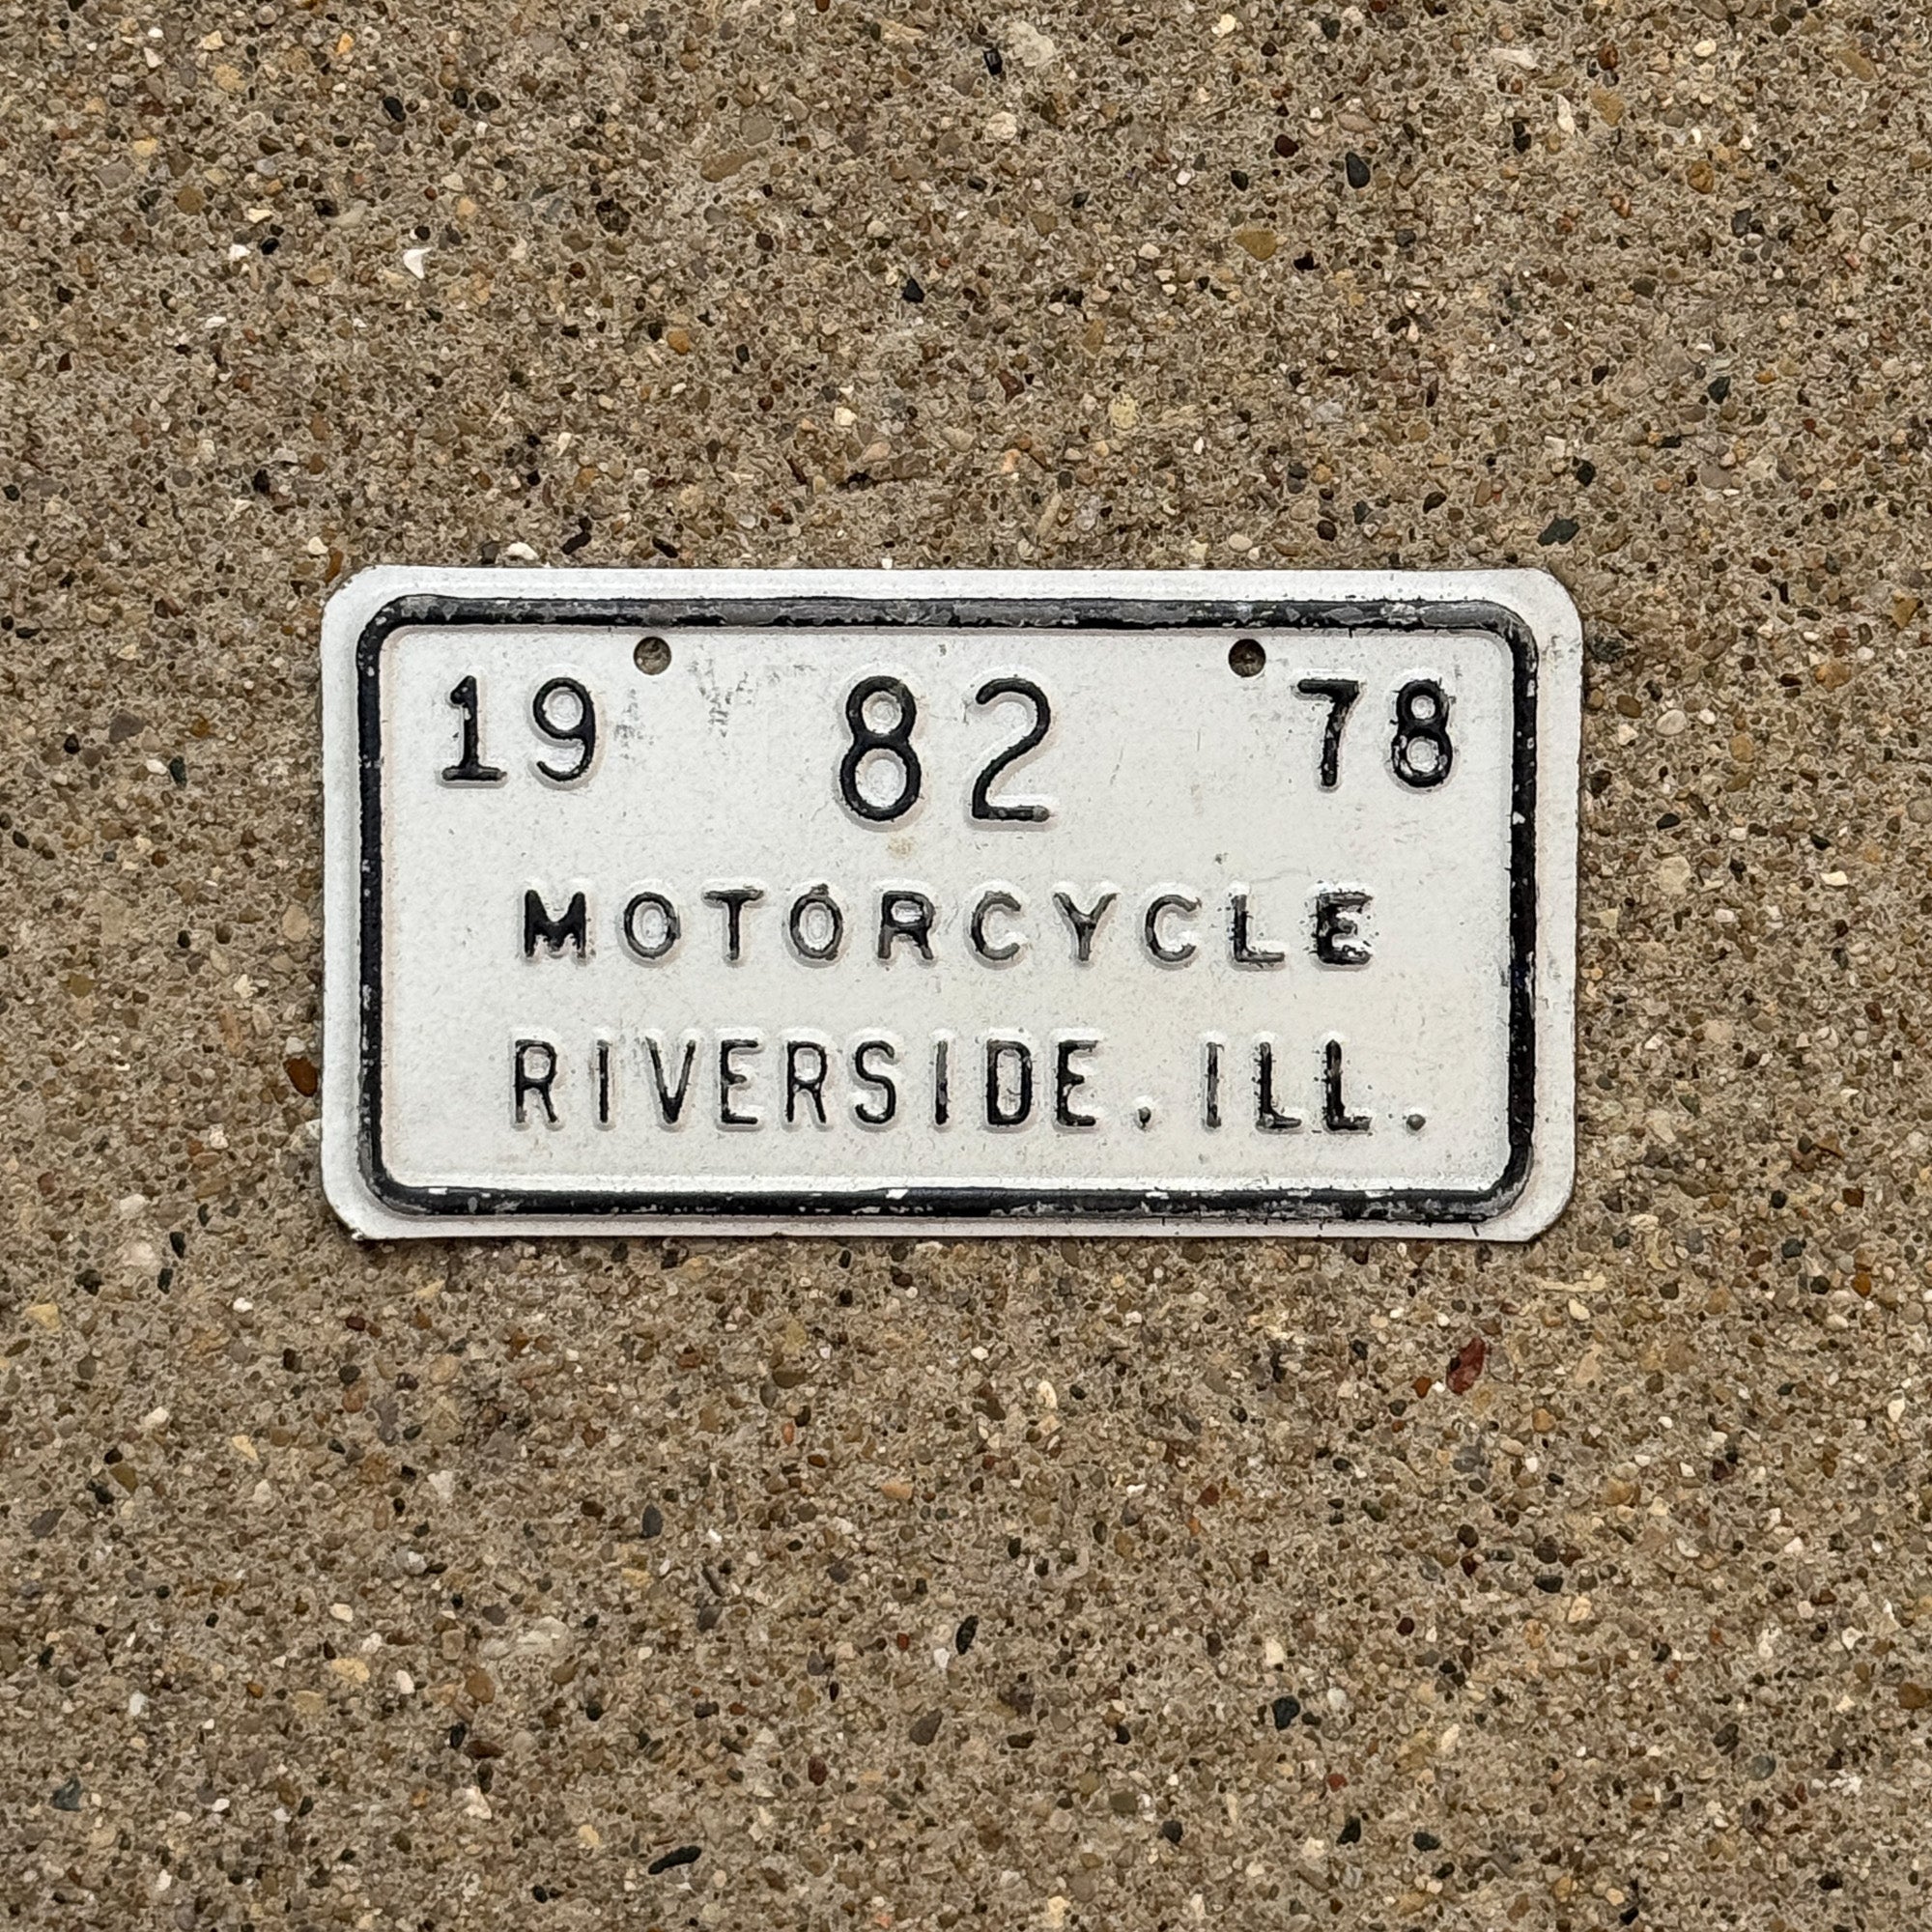 19 82 78
MOTORCYCLE
RIVERSIDE, ILL.